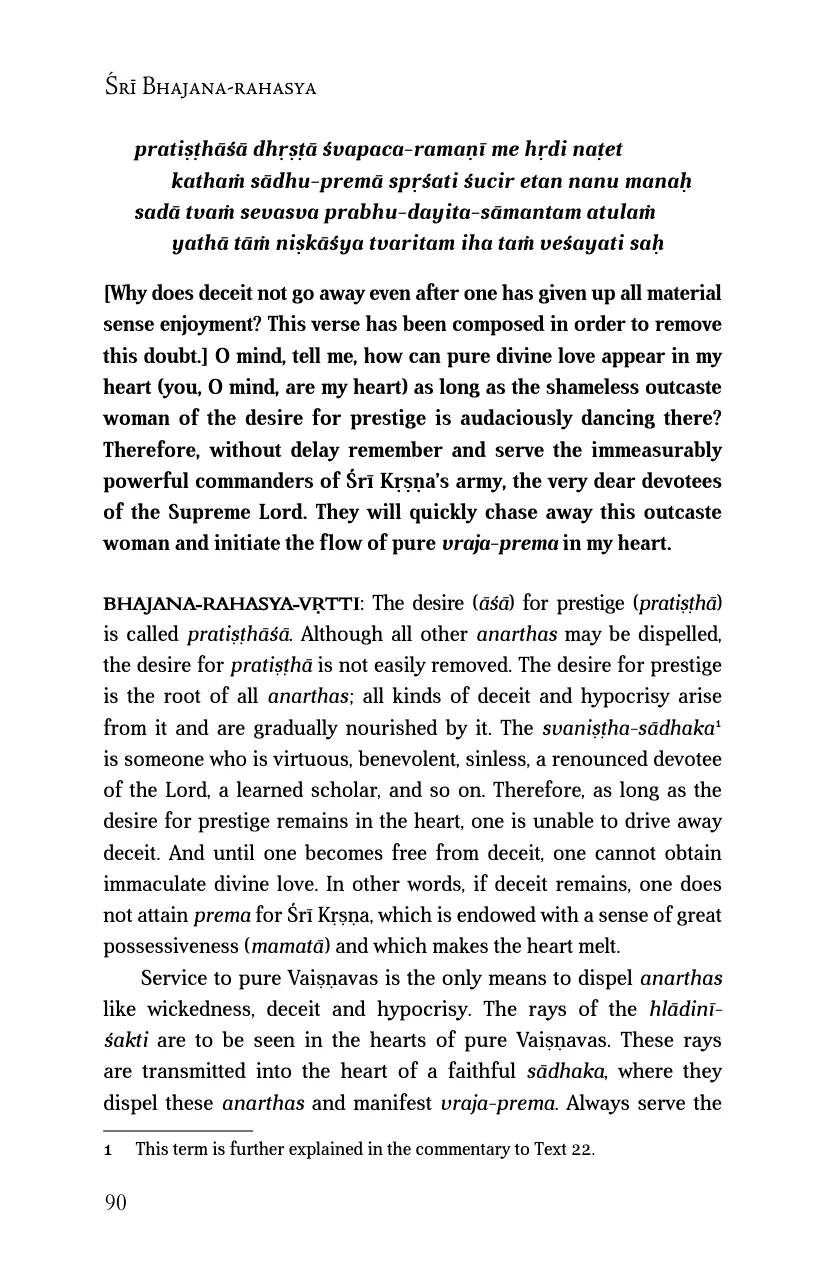 Śrī Bhajana-rahasya
pratiṣṭhāśā dhṛṣṭā śvapaca-ramaṇī me hṛdi naṭet
kathaṁ sādhu-premā spṛśati śucir etan nanu manaḥ
sadā tvaṁ sevasva prabhu-dayita-sāmantam atulaṁ
yathā tāṁ niṣkāśya tvaritam iha taṁ veśayati saḥ
[Why does deceit not go away even after one has given up all material
sense enjoyment? This verse has been composed in order to remove
this doubt.] O mind, tell me, how can pure divine love appear in my
heart (you, O mind, are my heart) as long as the shameless outcaste
woman of the desire for prestige is audaciously dancing there?
Therefore, without delay remember and serve the immeasurably
powerful commanders of Śrī Kṛṣṇa’s army, the very dear devotees
of the Supreme Lord. They will quickly chase away this outcaste
woman and initiate the flow of pure vraja-prema in my heart.
BHAJANA-RAHASYA-VṚTTI: The desire (āśā) for prestige (pratiṣṭhā)
is called pratiṣṭhāśā. Although all other anarthas may be dispelled,
the desire for pratiṣṭhā is not easily removed. The desire for prestige
is the root of all anarthas; all kinds of deceit and hypocrisy arise
from it and are gradually nourished by it. The svaniṣṭha-sādhaka¹
is someone who is virtuous, benevolent, sinless, a renounced devotee
of the Lord, a learned scholar, and so on. Therefore, as long as the
desire for prestige remains in the heart, one is unable to drive away
deceit. And until one becomes free from deceit, one cannot obtain
immaculate divine love. In other words, if deceit remains, one does
not attain prema for Śrī Kṛṣṇa, which is endowed with a sense of great
possessiveness (mamatā) and which makes the heart melt.
Service to pure Vaiṣṇavas is the only means to dispel anarthas
like wickedness, deceit and hypocrisy. The rays of the hlādinī-
śakti are to be seen in the hearts of pure Vaiṣṇavas. These rays
are transmitted into the heart of a faithful sādhaka, where they
dispel these anarthas and manifest vraja-prema. Always serve the
1 This term is further explained in the commentary to Text 22.
90